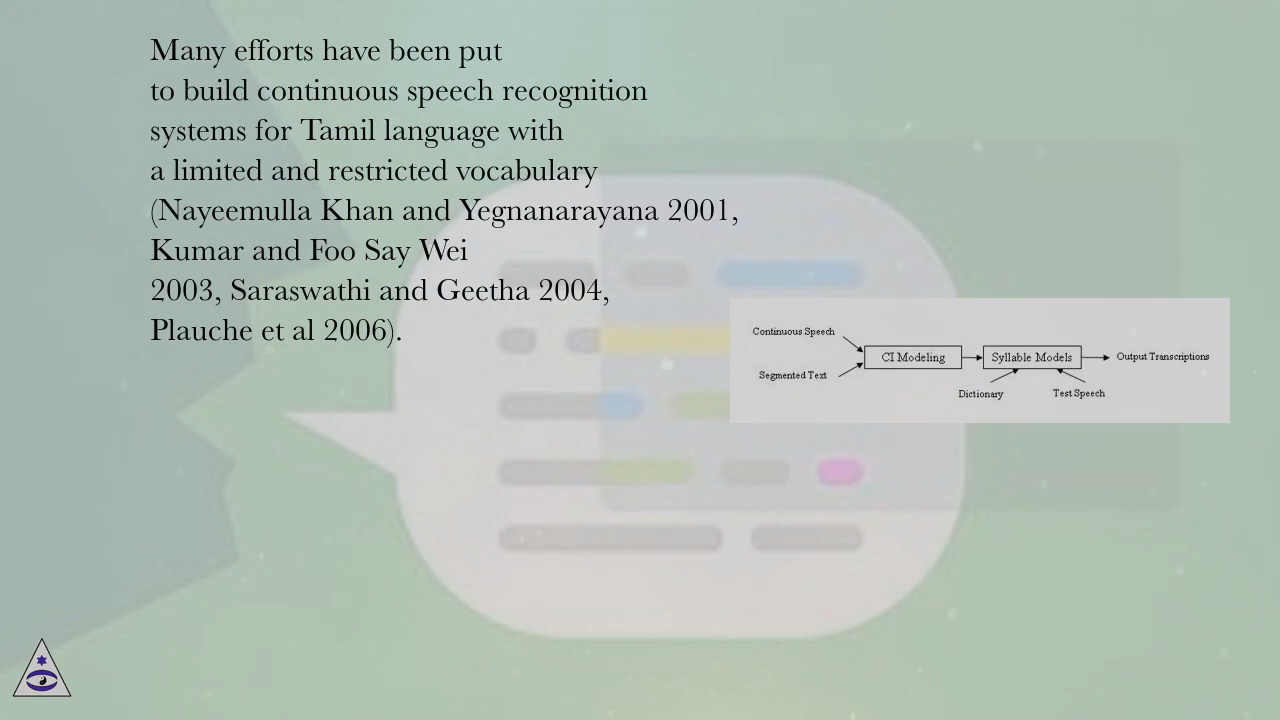 Many efforts have been put
to build continuous speech recognition
systems for Tamil language with
a limited and restricted vocabulary
(Nayeemulla Khan and Yegnanarayana 2001,
Kumar and Foo Say Wei
2003, Saraswathi and Geetha 2004,
Plauche et al 2006).
Continuous Speech
Segmented Text
CI Modeling
Syllable Models
Output Transcriptions
Dictionary
Test Speech